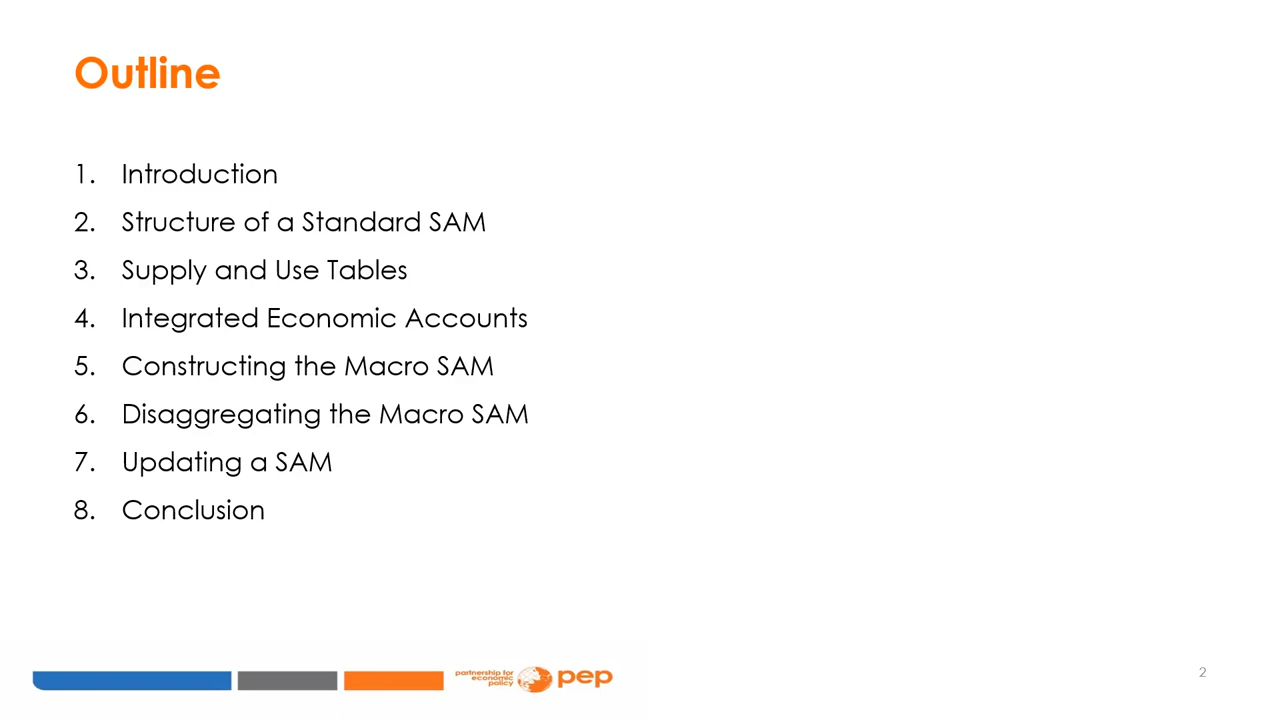 Outline
1. Introduction
2. Structure of a Standard SAM
3. Supply and Use Tables
4. Integrated Economic Accounts
5. Constructing the Macro SAM
6. Disaggregating the Macro SAM
7. Updating a SAM
8. Conclusion
partnership for
economic
policy
pep
2